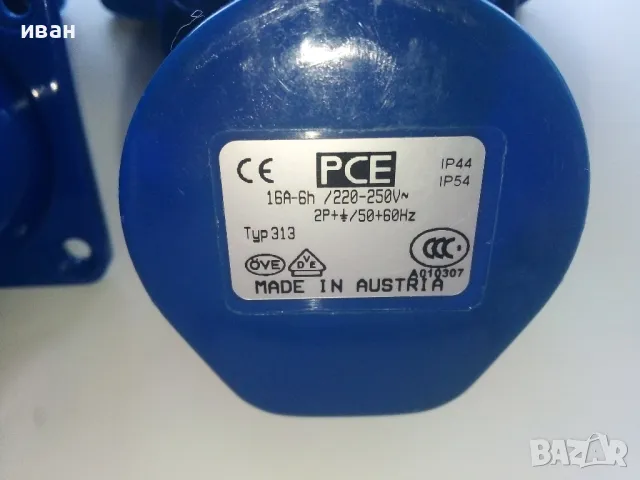 иван
CE PCE IP44
IP54
16A-6h /220-250V~
2P+⏚/50+60Hz
Typ 313
ÖVE VDE CCC
A010307
MADE IN AUSTRIA
BAZAR